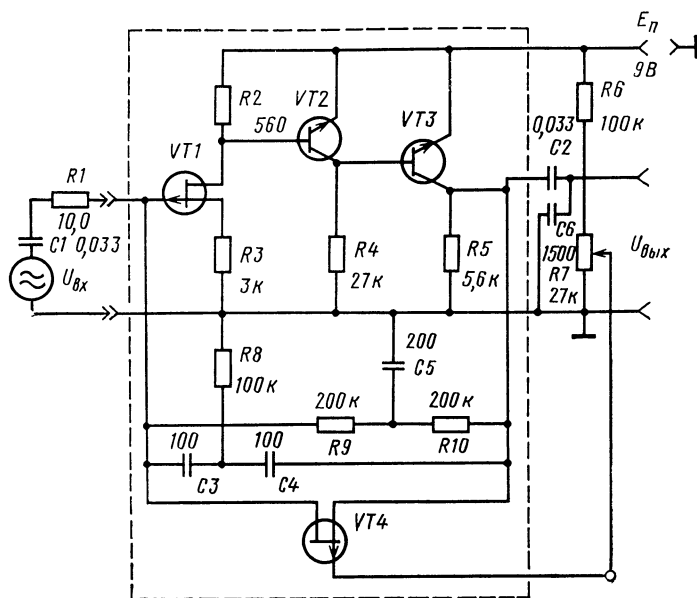 Eп
9В
R6
100к
R2
560
VT2
VT3
0,033
C2
VT1
R1
10,0
C1 0,033
Uвх
R3
3к
R4
27к
R5
5,6к
C6
1500
R7
27к
Uвых
R8
100к
200
C5
200к
R9
200к
R10
100
C3
100
C4
VT4